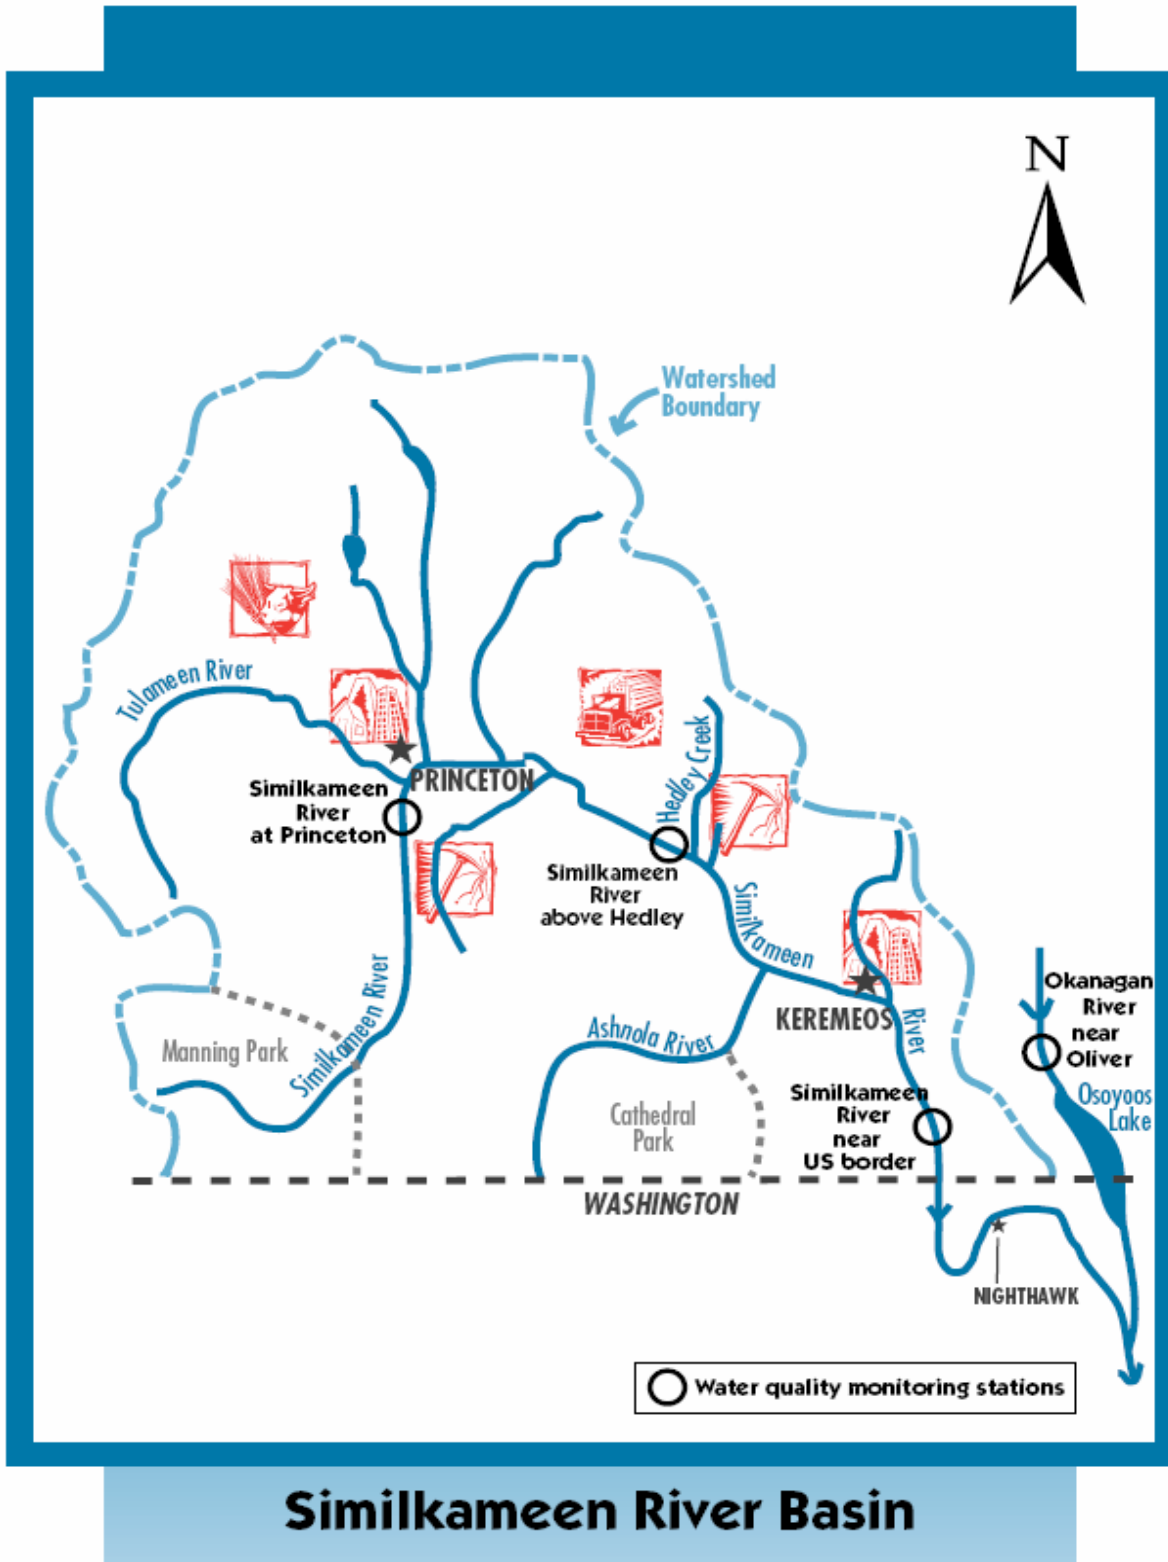 N
Watershed
Boundary
Tulameen River
Similkameen
River
at Princeton
PRINCETON
Hedley Creek
Similkameen
River
above Hedley
Similkameen
River
KEREMEOS
Okanagan
River
near
Oliver
Osoyoos
Lake
Manning Park
Similkameen River
Ashnola River
Cathedral
Park
Similkameen
River
near
US border
WASHINGTON
NIGHTHAWK
Water quality monitoring stations
Similkameen River Basin